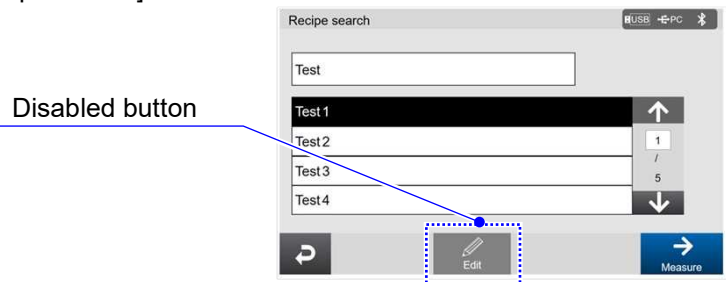 Recipe search
USB PC
Test
Disabled button
Test 1
Test 2
1
/
Test 3
5
Test 4
Edit
Measure